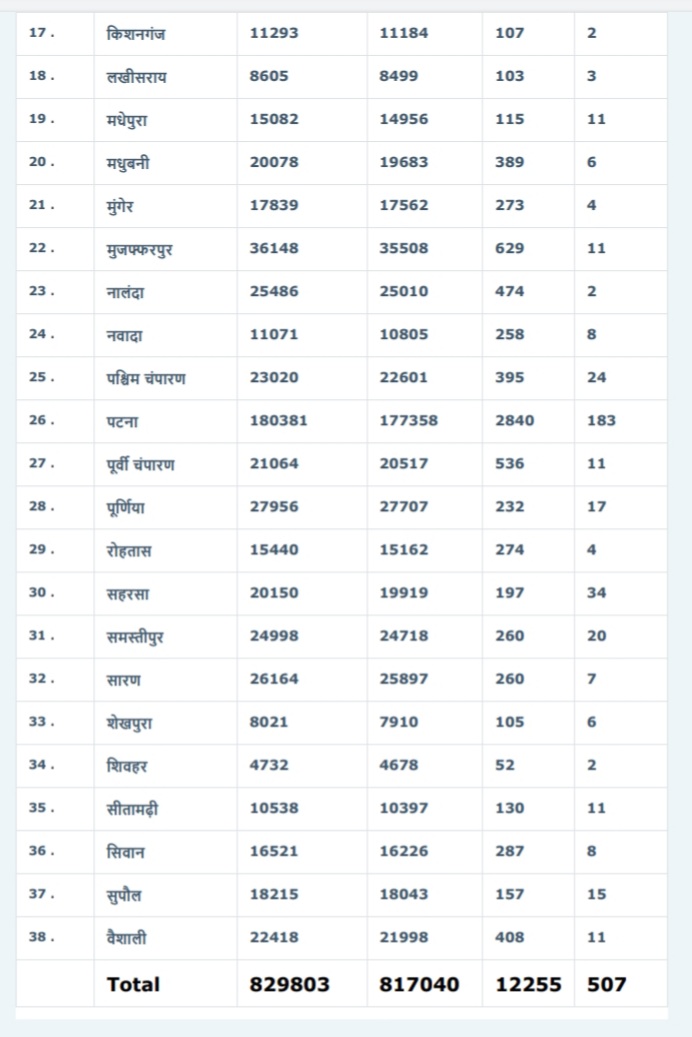 17 . किशनगंज 11293 11184 107 2
18 . लखीसराय 8605 8499 103 3
19 . मधेपुरा 15082 14956 115 11
20 . मधुबनी 20078 19683 389 6
21 . मुंगेर 17839 17562 273 4
22 . मुजफ्फरपुर 36148 35508 629 11
23 . नालंदा 25486 25010 474 2
24 . नवादा 11071 10805 258 8
25 . पश्चिम चंपारण 23020 22601 395 24
26 . पटना 180381 177358 2840 183
27 . पूर्वी चंपारण 21064 20517 536 11
28 . पूर्णिया 27956 27707 232 17
29 . रोहतास 15440 15162 274 4
30 . सहरसा 20150 19919 197 34
31 . समस्तीपुर 24998 24718 260 20
32 . सारण 26164 25897 260 7
33 . शेखपुरा 8021 7910 105 6
34 . शिवहर 4732 4678 52 2
35 . सीतामढ़ी 10538 10397 130 11
36 . सिवान 16521 16226 287 8
37 . सुपौल 18215 18043 157 15
38 . वैशाली 22418 21998 408 11
Total 829803 817040 12255 507